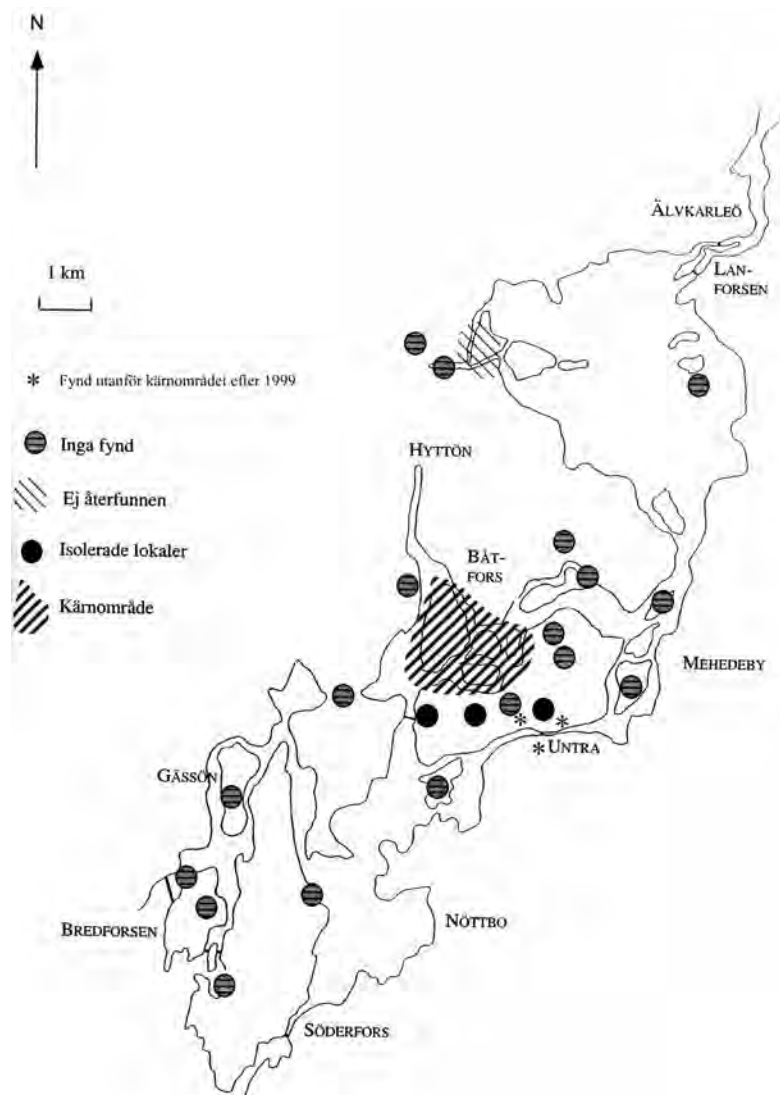 N
ÄLVKARLEÖ
LAN-
FORSEN
1 km
* Fynd utanför kärnområdet efter 1999
Inga fynd
HYTTÖN
Ej återfunnen
Isolerade lokaler
BÅT-
FORS
Kärnområde
MEHEDEBY
UNTRA
GÅSSÖN
NÖTTBO
BREDFORSEN
SÖDERFORS